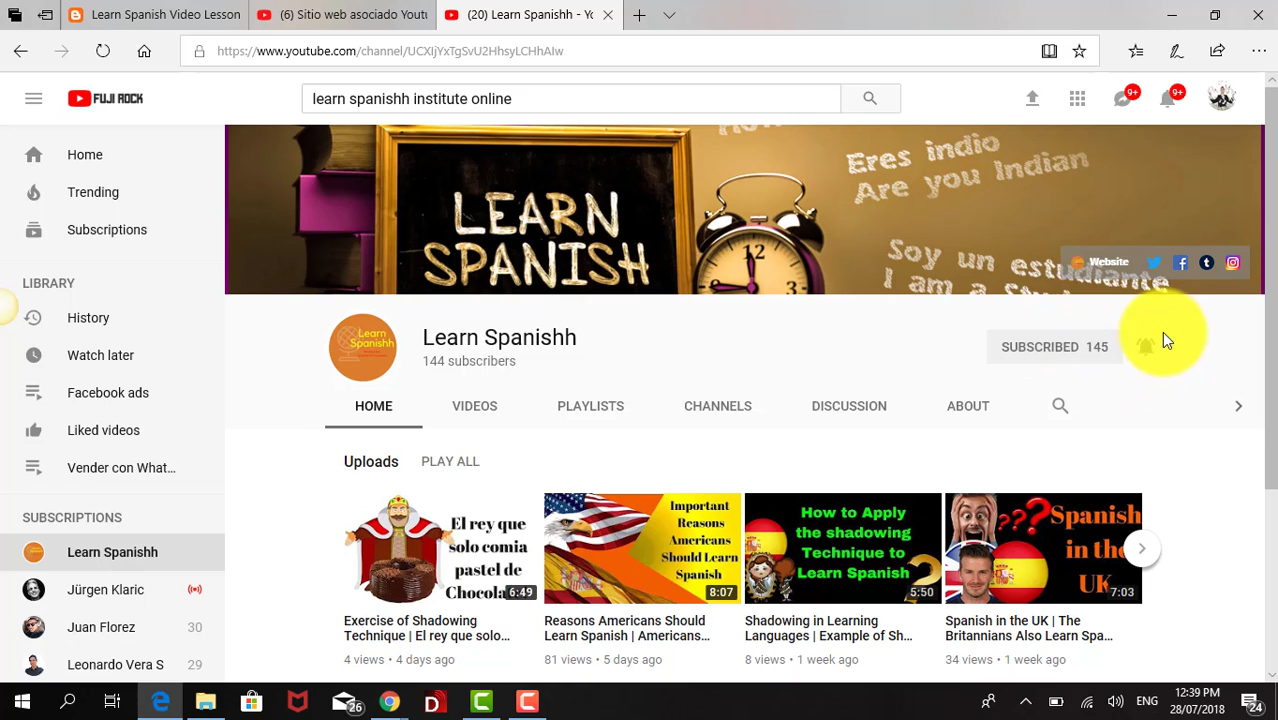 Learn Spanish Video Lesson
(6) Sitio web asociado Youtu
(20) Learn Spanishh - Yo
https://www.youtube.com/channel/UCXIjYxTgSvU2HhsyLCHhAIw
FUJI ROCK
learn spanishh institute online
9+
9+
Home
Trending
Subscriptions
LIBRARY
History
Watch later
Facebook ads
Liked videos
Vender con What...
SUBSCRIPTIONS
Learn Spanishh
Jürgen Klaric
Juan Florez 30
Leonardo Vera S 29
LEARN
SPANISH
12
Eres indio
Are you Indian
Soy un estudiante
I am a
Website
Learn
Spanishh
Learn Spanishh
144 subscribers
SUBSCRIBED 145
HOME VIDEOS PLAYLISTS CHANNELS DISCUSSION ABOUT
Uploads PLAY ALL
El rey que
solo comia
pastel de
Chocola
6:49
Exercise of Shadowing
Technique | El rey que solo...
4 views • 4 days ago
Important
Reasons
Americans
Should Learn
Spanish
8:07
Reasons Americans Should
Learn Spanish | Americans...
81 views • 5 days ago
How to Apply
the shadowing
Technique to
Learn Spanish
5:50
Shadowing in Learning
Languages | Example of Sh...
8 views • 1 week ago
???Spanish
in the
UK
7:03
Spanish in the UK | The
Britannians Also Learn Spa...
34 views • 1 week ago
26
ENG
12:39 PM
28/07/2018
24